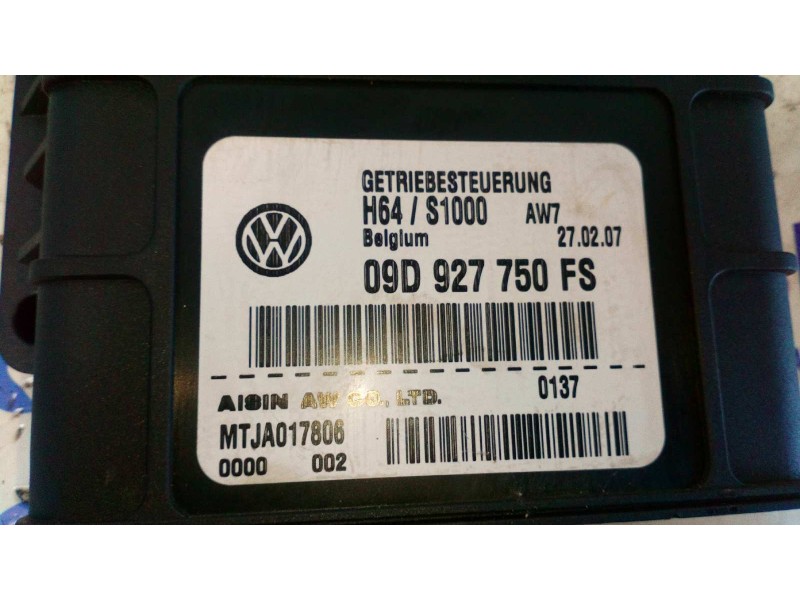 GETRIEBESTEUERUNG
H64 / S1000 AW7
Belgium 27.02.07
09D 927 750 FS
0137
AISIN AW CO., LTD.
MTJA017806
0000 002